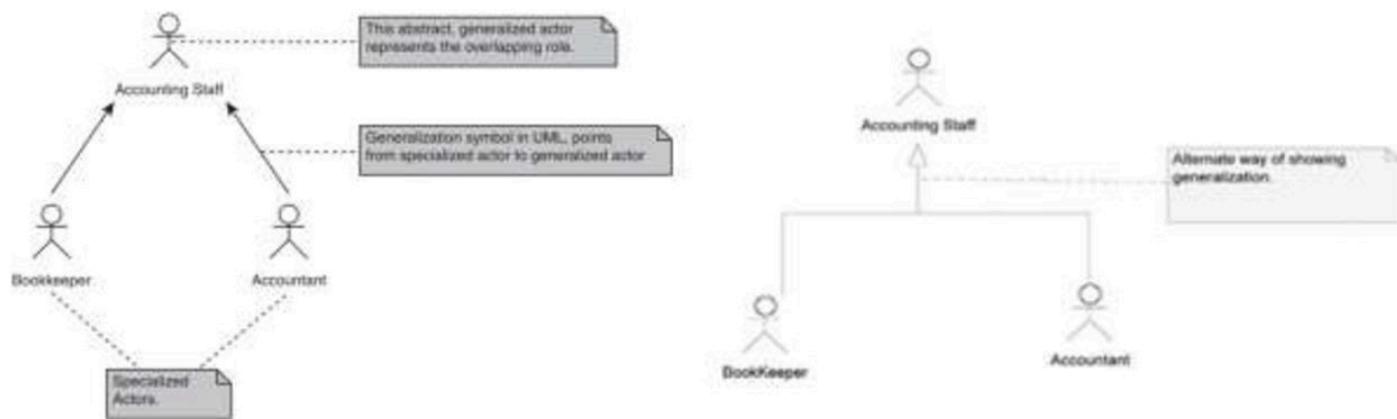 This abstract, generalized actor
represents the overlapping role.
Accounting Staff
Generalization symbol in UML, points
from specialized actor to generalized actor
Bookkeeper
Accountant
Specialized
Actors.
Accounting Staff
Alternate way of showing
generalization.
BookKeeper
Accountant